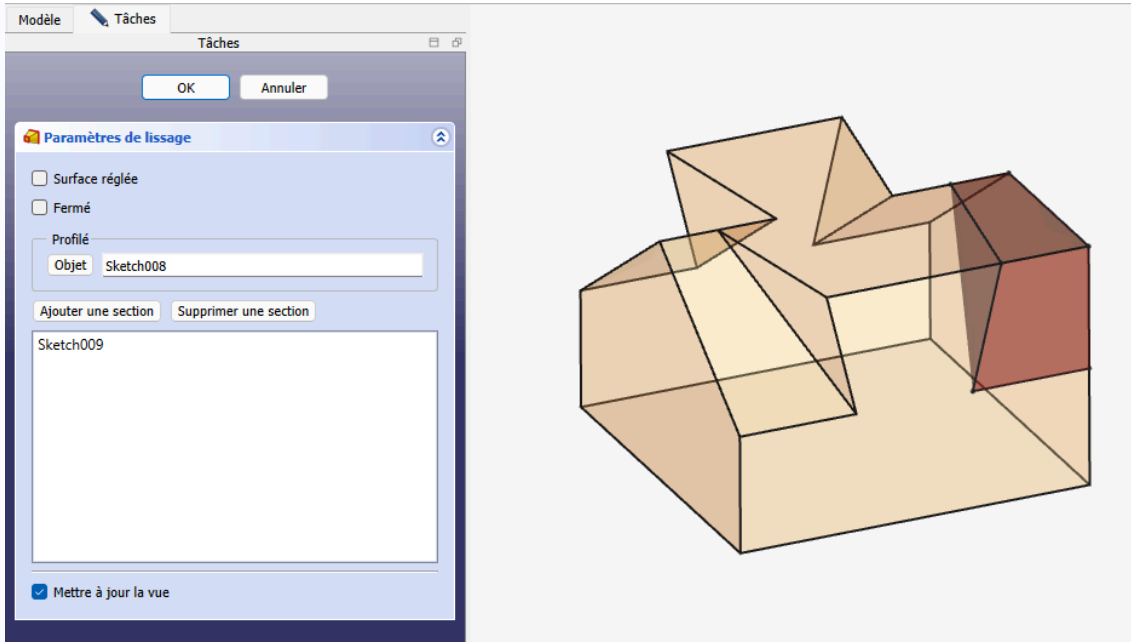 Modèle
Tâches
Tâches
OK
Annuler
Paramètres de lissage
Surface réglée
Fermé
Profilé
Objet
Sketch008
Ajouter une section
Supprimer une section
Sketch009
Mettre à jour la vue